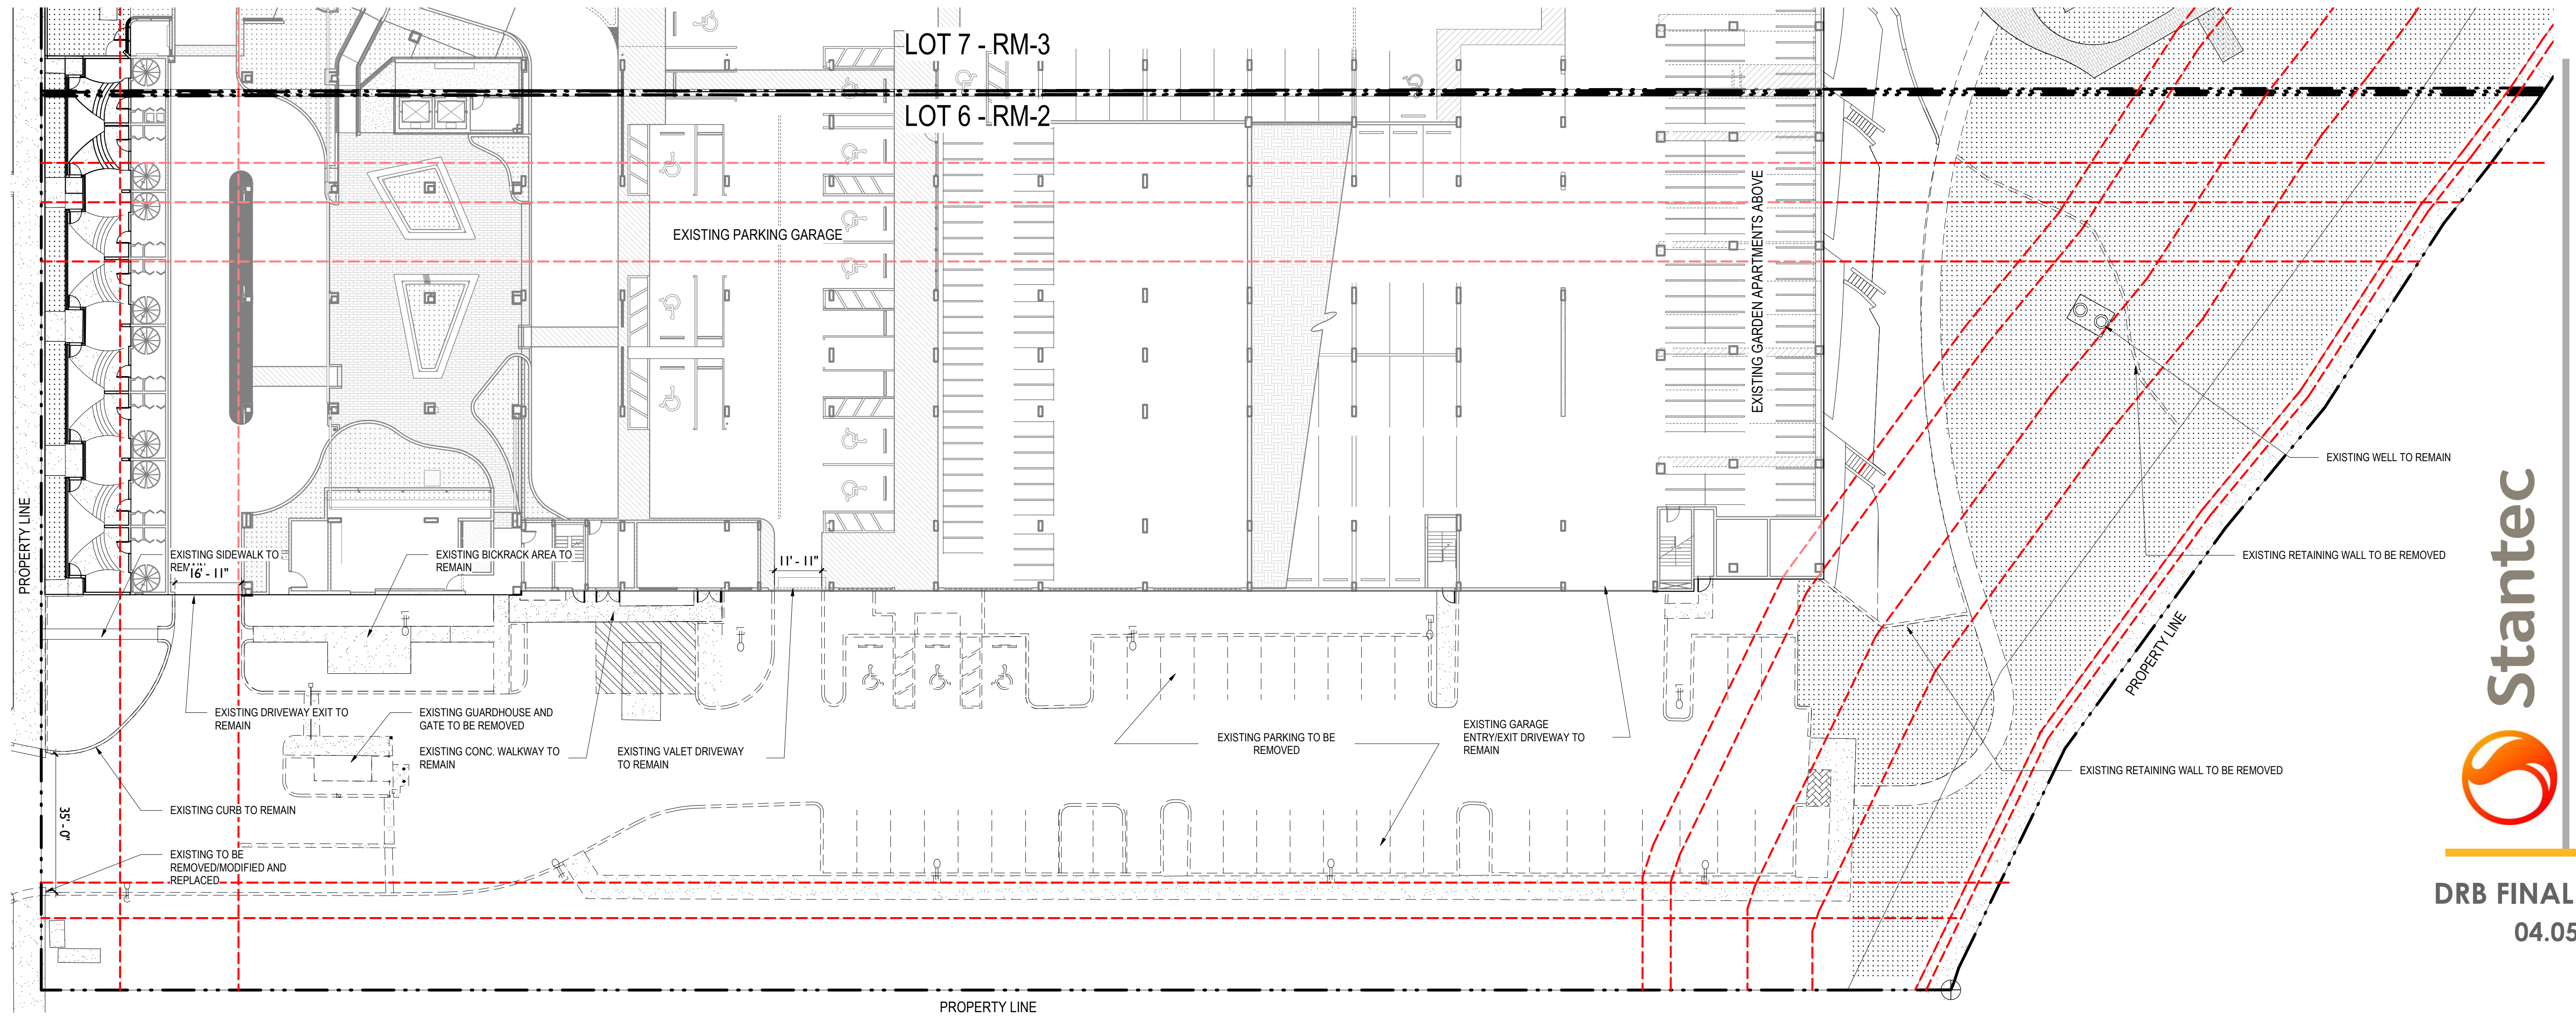 LOT 7 - RM-3
LOT 6 - RM-2
EXISTING PARKING GARAGE
EXISTING GARDEN APARTMENTS ABOVE
PROPERTY LINE
EXISTING SIDEWALK TO
REMAIN
16' - 11"
EXISTING BICKRACK AREA TO
REMAIN
11' - 11"
EXISTING WELL TO REMAIN
EXISTING RETAINING WALL TO BE REMOVED
PROPERTY LINE
EXISTING DRIVEWAY EXIT TO
REMAIN
EXISTING GUARDHOUSE AND
GATE TO BE REMOVED
EXISTING CONC. WALKWAY TO
REMAIN
EXISTING VALET DRIVEWAY
TO REMAIN
EXISTING PARKING TO BE
REMOVED
EXISTING GARAGE
ENTRY/EXIT DRIVEWAY TO
REMAIN
EXISTING RETAINING WALL TO BE REMOVED
EXISTING CURB TO REMAIN
35' - 0"
EXISTING TO BE
REMOVED/MODIFIED AND
REPLACED
PROPERTY LINE
Stantec
DRB FINAL
04.05